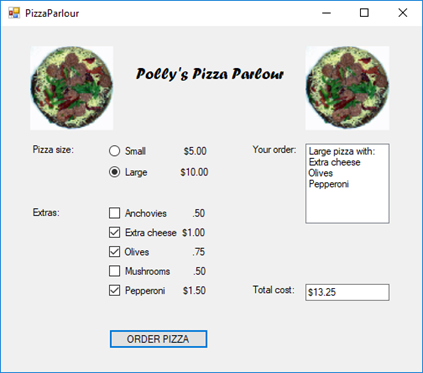 PizzaParlour
Polly's Pizza Parlour
Pizza size:
Small $5.00
Large $10.00
Your order:
Large pizza with:
Extra cheese
Olives
Pepperoni
Extras:
Anchovies .50
Extra cheese $1.00
Olives .75
Mushrooms .50
Pepperoni $1.50
Total cost:
$13.25
ORDER PIZZA